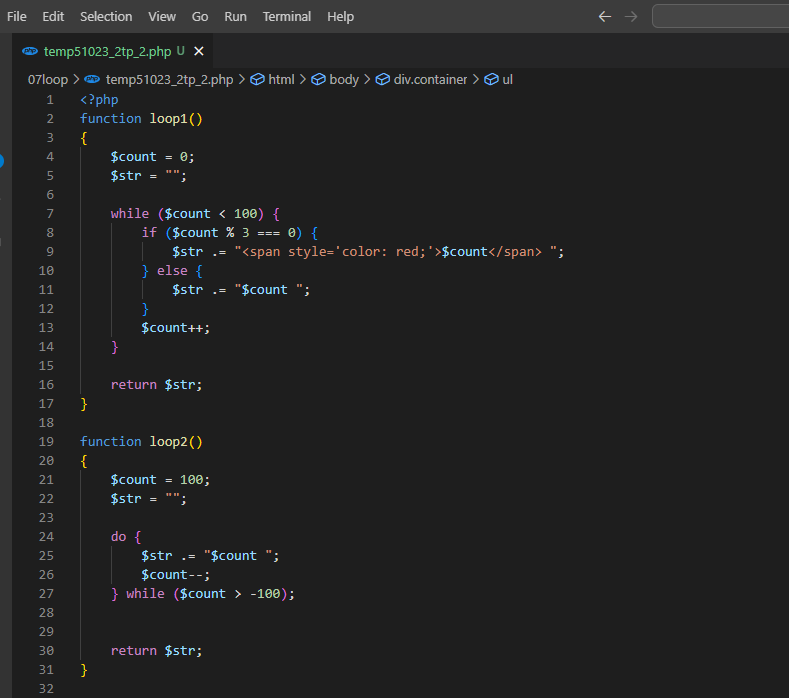 File Edit Selection View Go Run Terminal Help
php temp51023_2tp_2.php U
07loop > php temp51023_2tp_2.php > html > body > div.container > ul
1 <?php
2 function loop1()
3 {
4     $count = 0;
5     $str = "";
6
7     while ($count < 100) {
8         if ($count % 3 === 0) {
9             $str .= "<span style='color: red;'>$count</span> ";
10         } else {
11             $str .= "$count ";
12         }
13         $count++;
14     }
15
16     return $str;
17 }
18
19 function loop2()
20 {
21     $count = 100;
22     $str = "";
23
24     do {
25         $str .= "$count ";
26         $count--;
27     } while ($count > -100);
28
29
30     return $str;
31 }
32